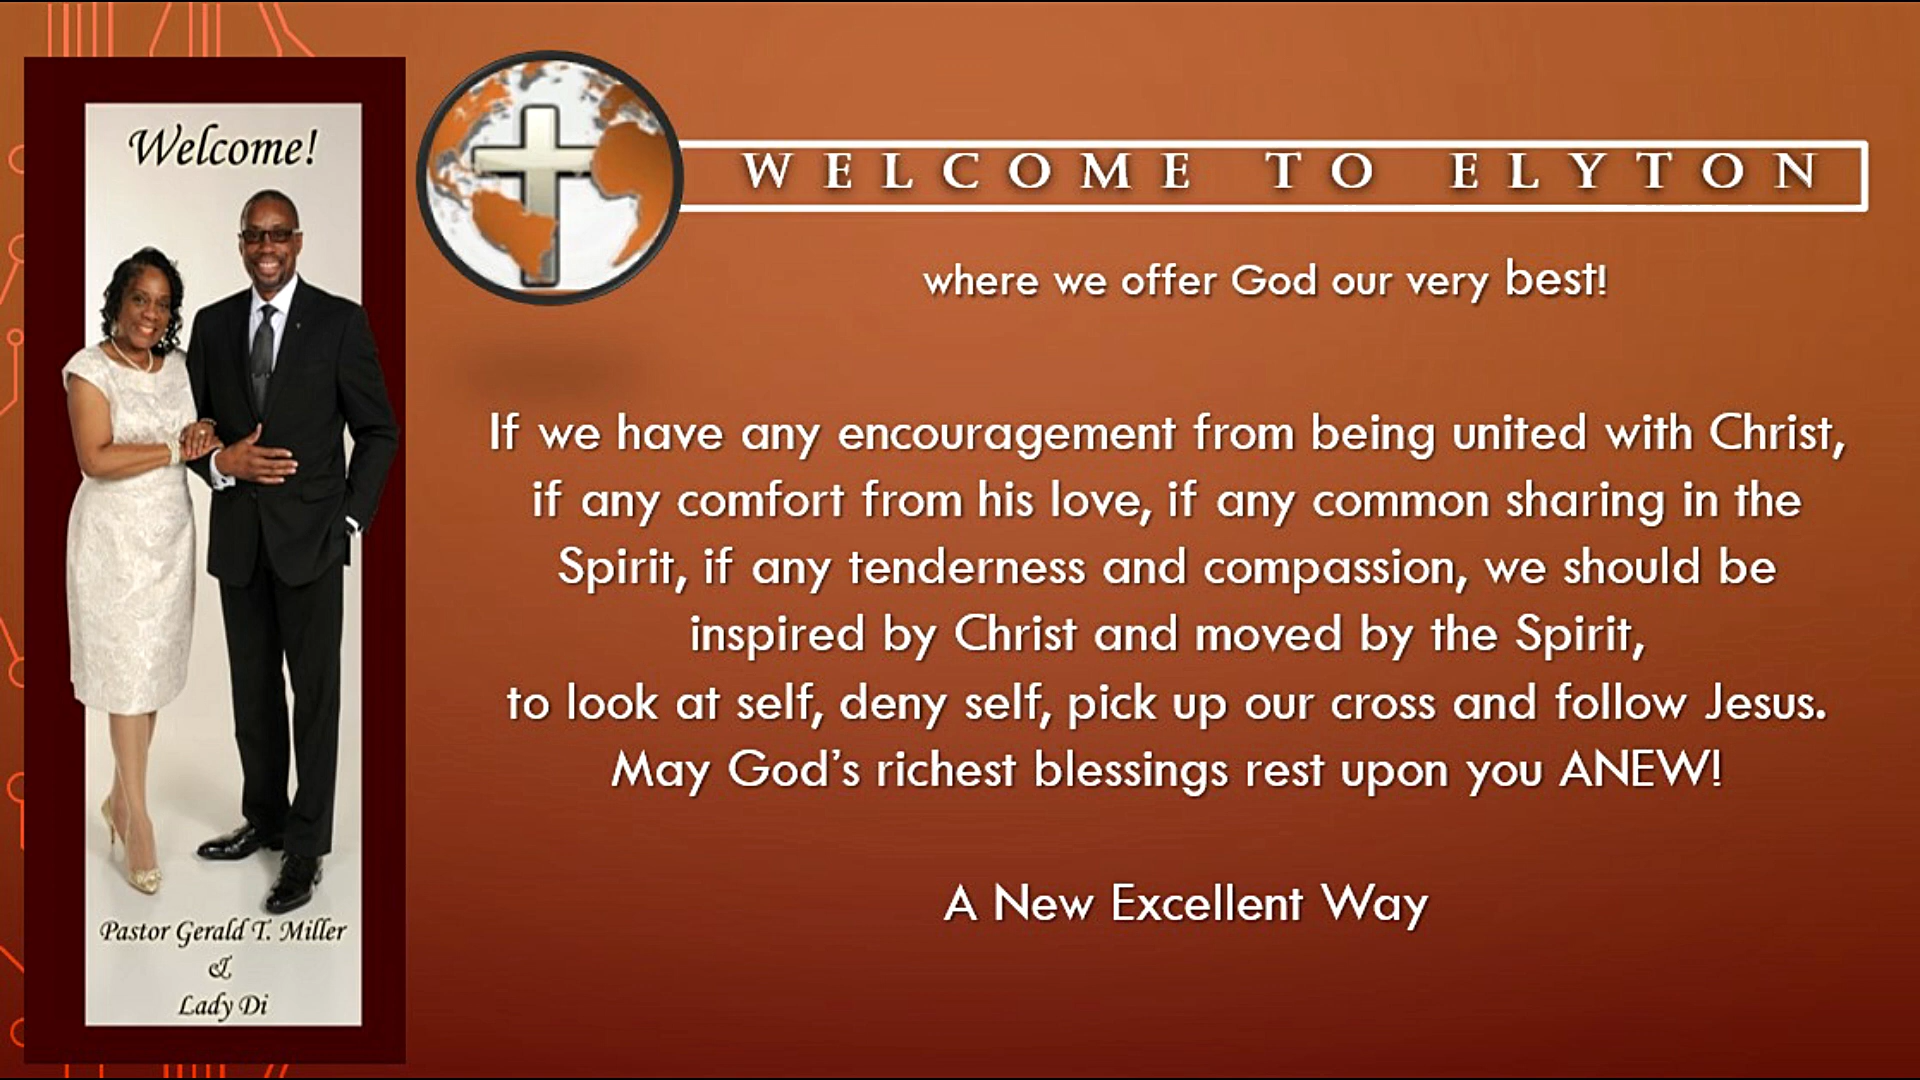 Welcome!
Pastor Gerald T. Miller
&
Lady Di
WELCOME TO ELYTON
where we offer God our very best!
If we have any encouragement from being united with Christ,
if any comfort from his love, if any common sharing in the
Spirit, if any tenderness and compassion, we should be
inspired by Christ and moved by the Spirit,
to look at self, deny self, pick up our cross and follow Jesus.
May God’s richest blessings rest upon you ANEW!
A New Excellent Way